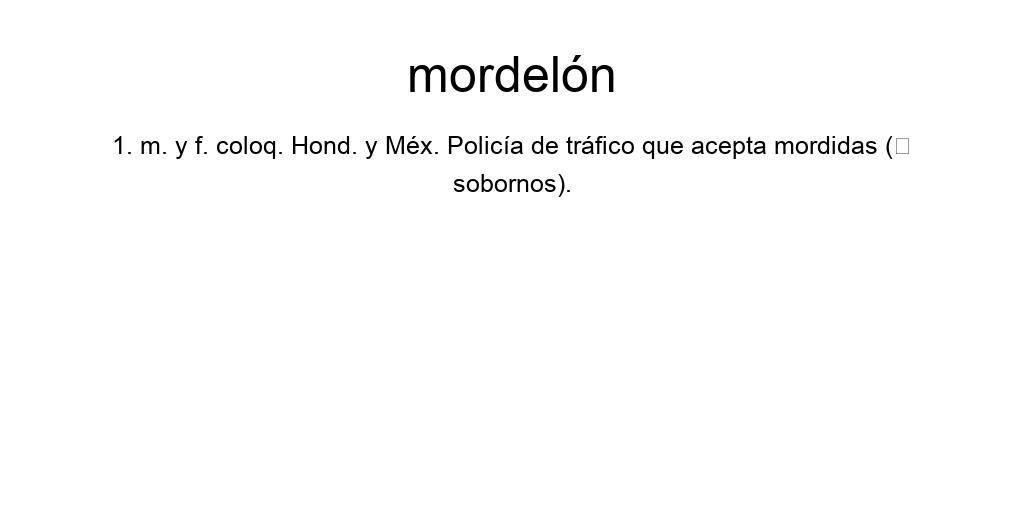 mordelón
1. m. y f. coloq. Hond. y Méx. Policía de tráfico que acepta mordidas (□
sobornos).